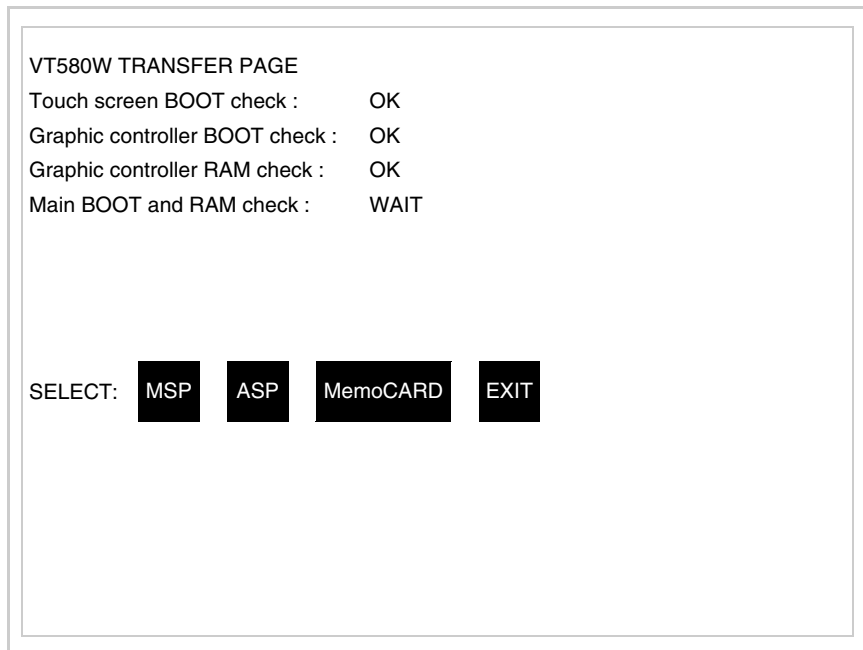 VT580W TRANSFER PAGE
Touch screen BOOT check : OK
Graphic controller BOOT check : OK
Graphic controller RAM check : OK
Main BOOT and RAM check : WAIT
SELECT: MSP ASP MemoCARD EXIT